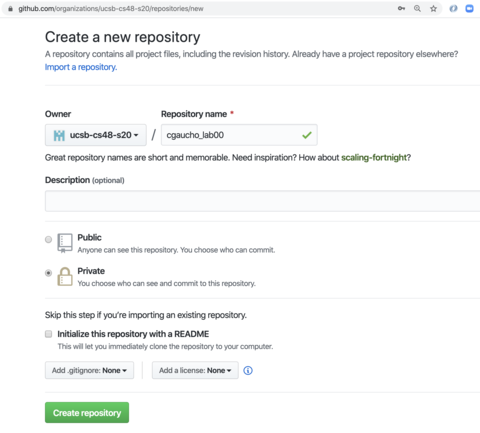 github.com/organizations/ucsb-cs48-s20/repositories/new
Create a new repository
A repository contains all project files, including the revision history. Already have a project repository elsewhere?
Import a repository.
Owner
Repository name *
ucsb-cs48-s20
/
cgaucho_lab00
Great repository names are short and memorable. Need inspiration? How about scaling-fortnight?
Description (optional)
Public
Anyone can see this repository. You choose who can commit.
Private
You choose who can see and commit to this repository.
Skip this step if you're importing an existing repository.
Initialize this repository with a README
This will let you immediately clone the repository to your computer.
Add .gitignore: None
Add a license: None
Create repository